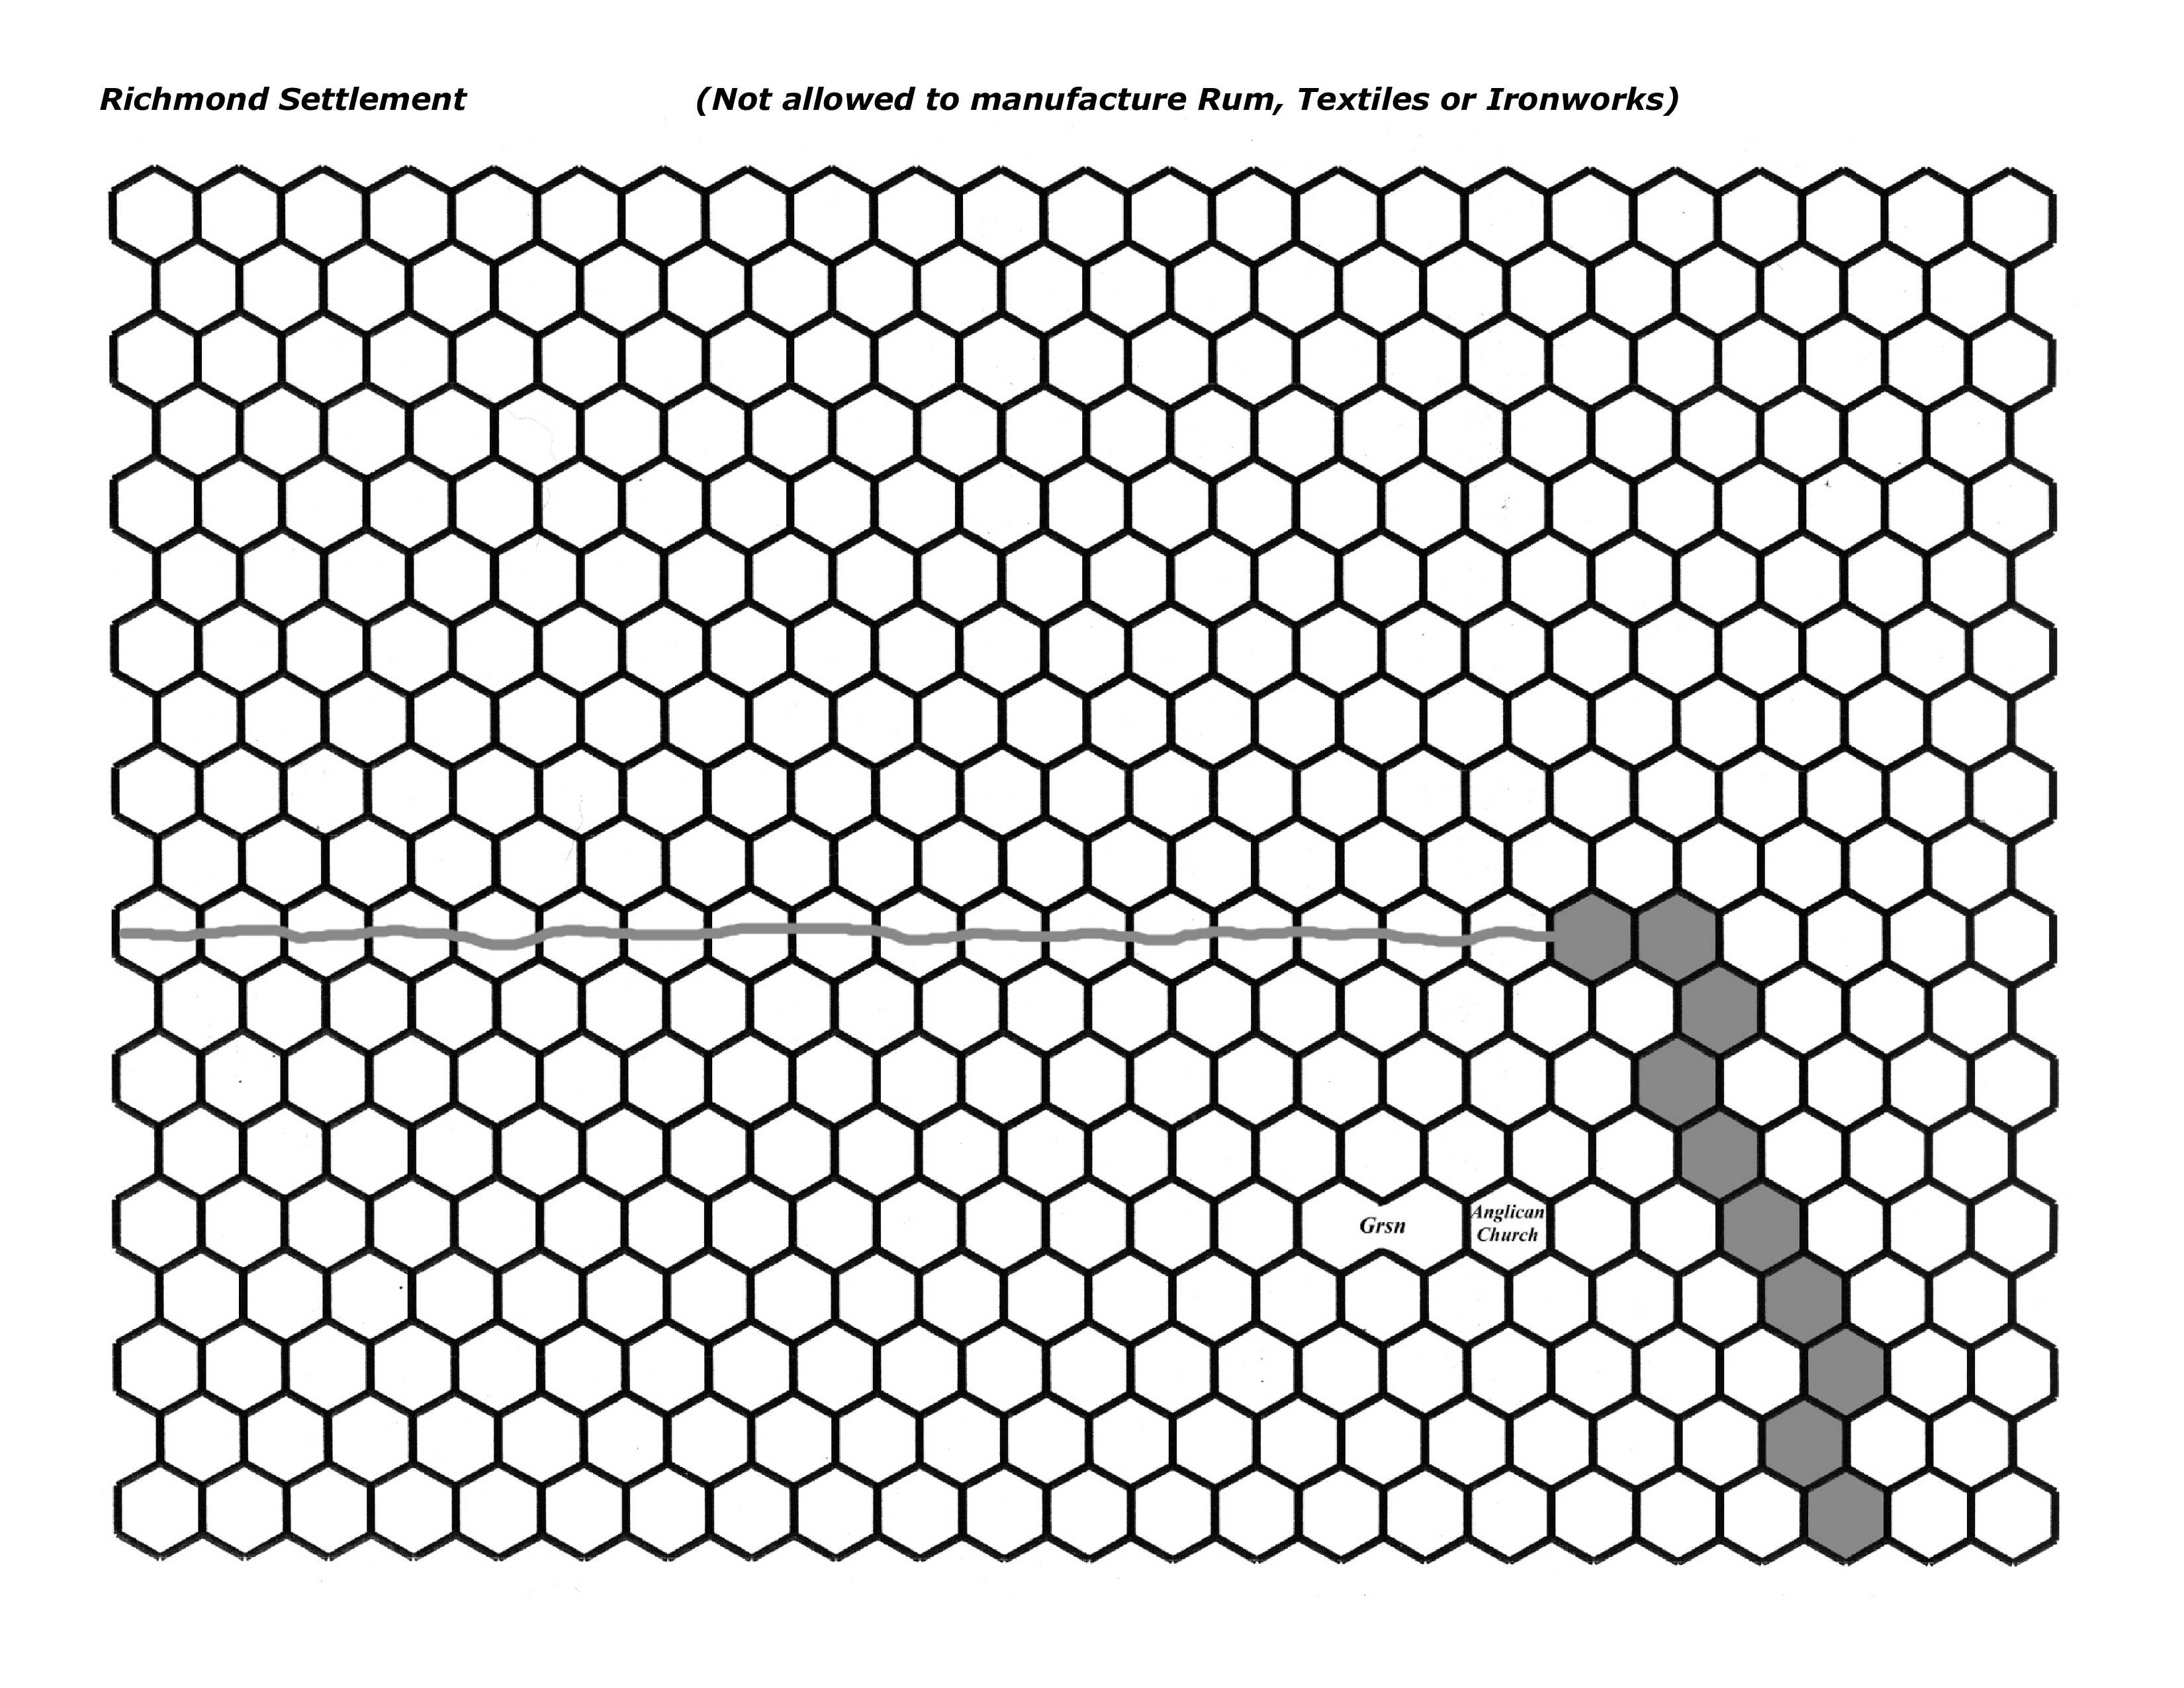 Richmond Settlement (Not allowed to manufacture Rum, Textiles or Ironworks)
Grsn
Anglican
Church